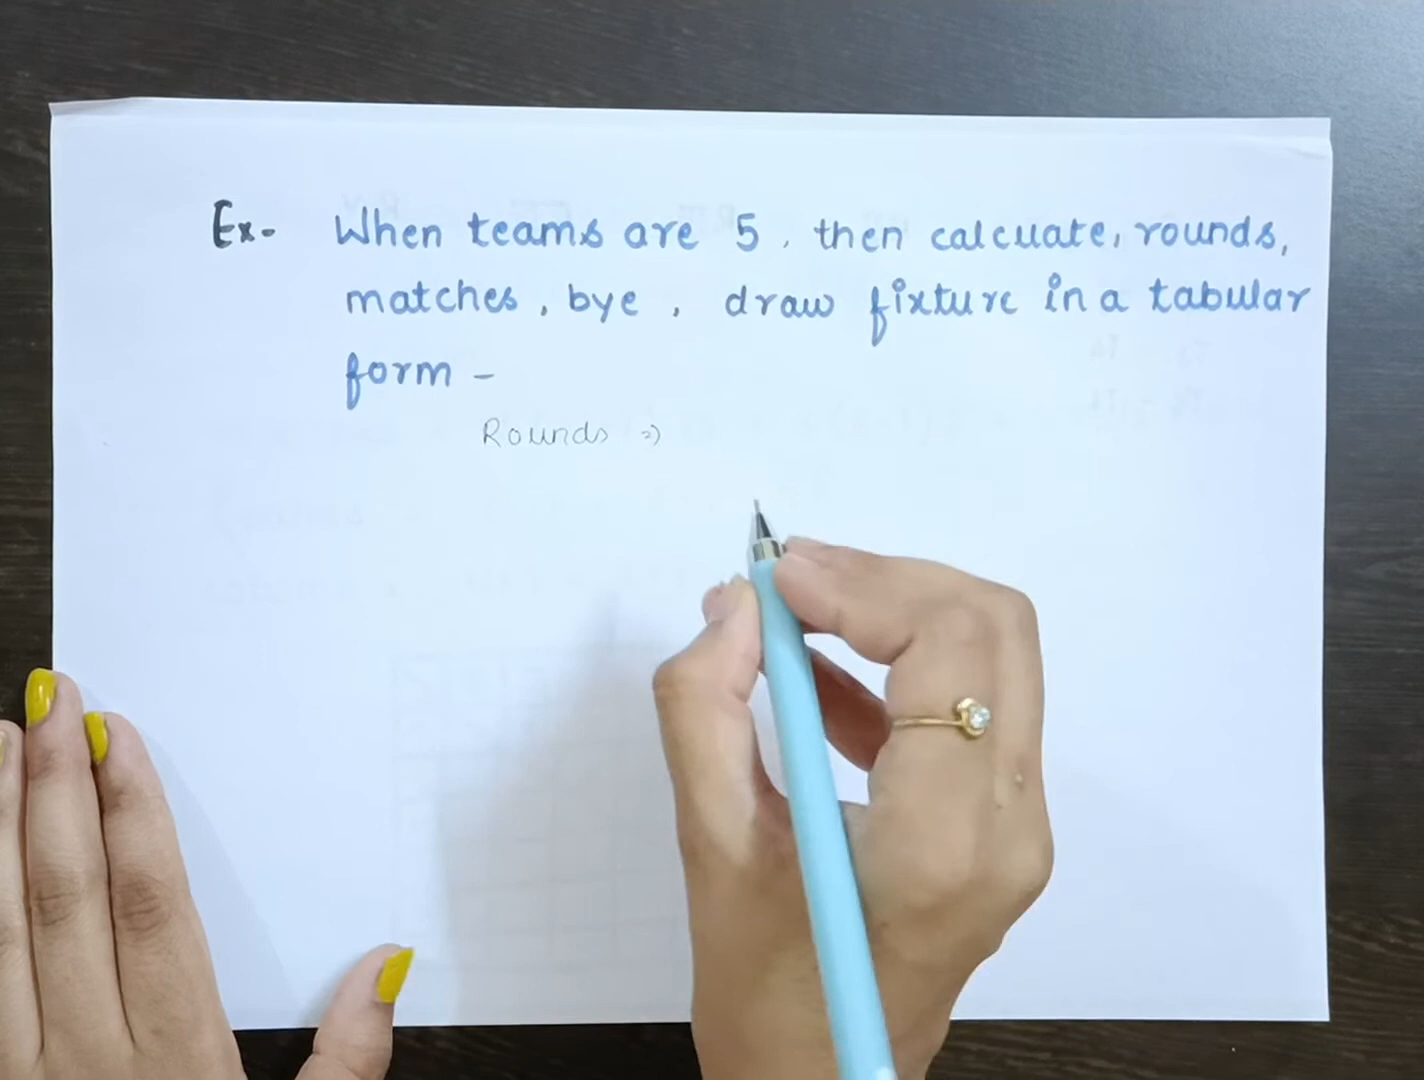 Ex- When teams are 5, then calcuate, rounds,
matches, bye, draw fixture in a tabular
form -
Rounds =>